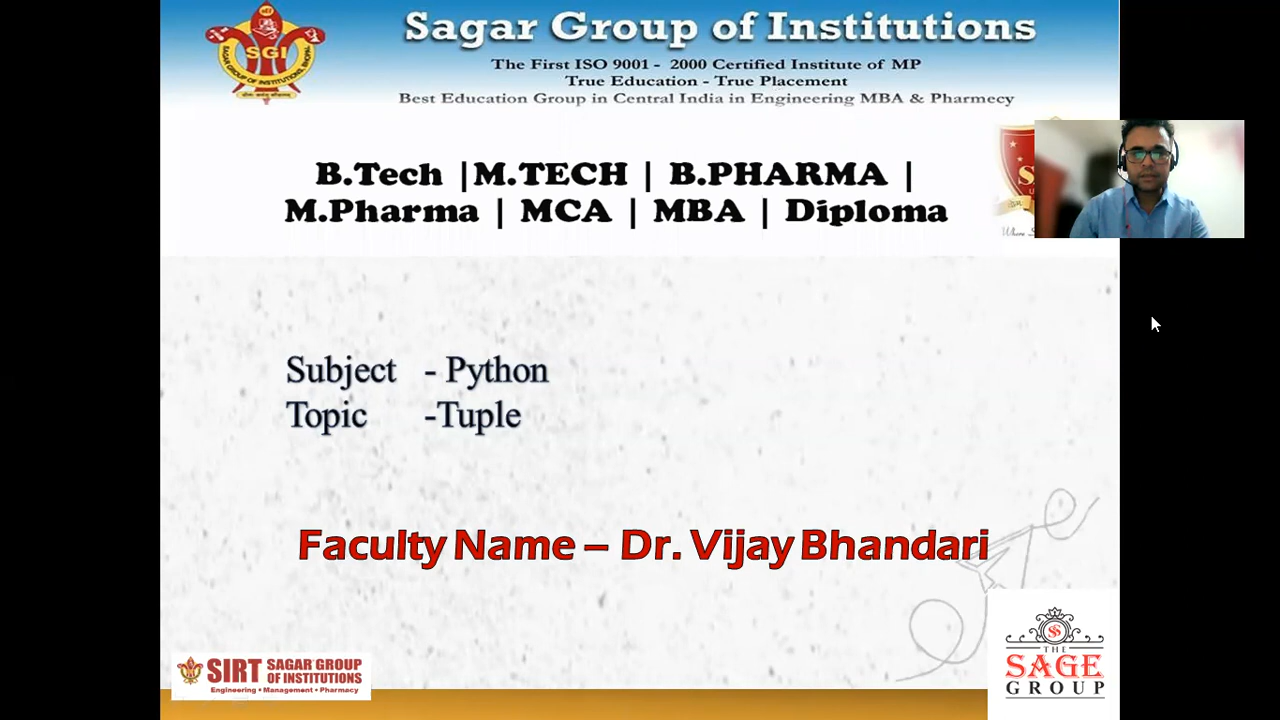 Sagar Group of Institutions
The First ISO 9001 - 2000 Certified Institute of MP
True Education - True Placement
Best Education Group in Central India in Engineering MBA & Pharmecy
SGI
B.Tech |M.TECH | B.PHARMA |
M.Pharma | MCA | MBA | Diploma
Subject - Python
Topic -Tuple
Faculty Name – Dr. Vijay Bhandari
SIRT SAGAR GROUP
OF INSTITUTIONS
Engineering • Management • Pharmacy
THE
SAGE
GROUP